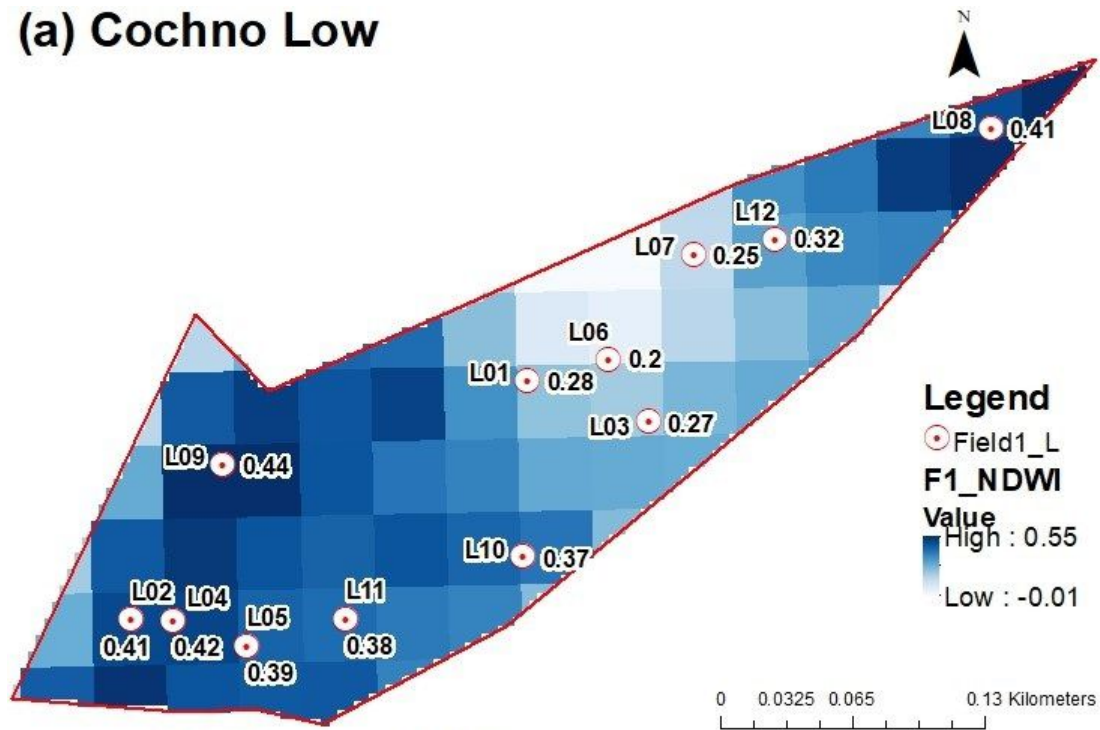 (a) Cochno Low
N
L08 0.41
L12 0.32
L07 0.25
L06 0.2
L01 0.28
L03 0.27
L09 0.44
L10 0.37
L02 0.41
L04 0.42
L05 0.39
L11 0.38
Legend
Field1_L
F1_NDWI
Value
High : 0.55
Low : -0.01
0 0.0325 0.065 0.13 Kilometers